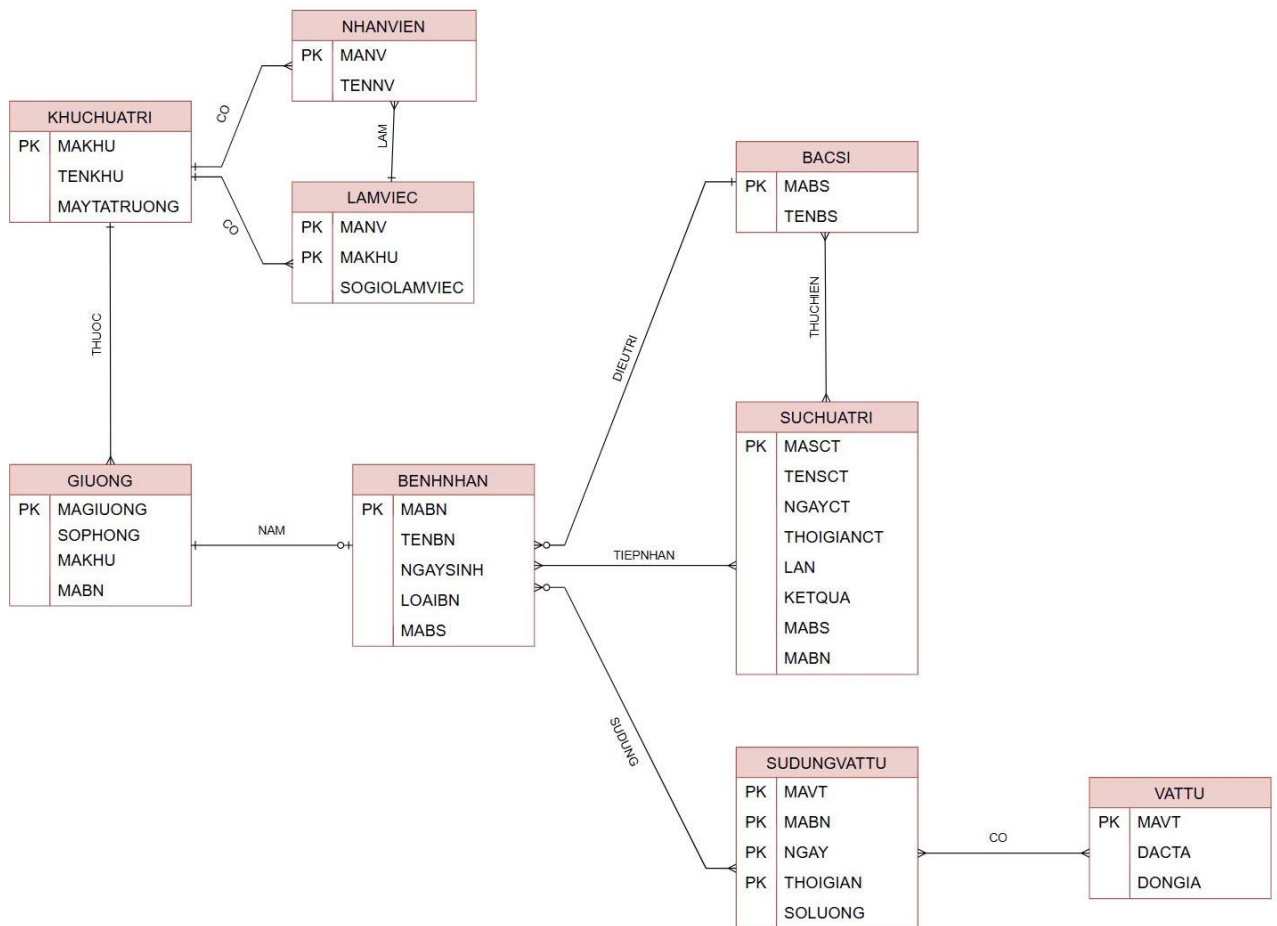 NHANVIEN
PK MANV
TENNV
CO
KHUCHUATRI
PK MAKHU
TENKHU
MAYTATRUONG
LAM
CO
LAMVIEC
PK MANV
PK MAKHU
SOGIOLAMVIEC
BACSI
PK MABS
TENBS
THUOC
DIEUTRI
THUCHIEN
GIUONG
PK MAGIUONG
SOPHONG
MAKHU
MABN
NAM
BENHNHAN
PK MABN
TENBN
NGAYSINH
LOAIBN
MABS
TIEPNHAN
SUCHUATRI
PK MASCT
TENSCT
NGAYCT
THOIGIANCT
LAN
KETQUA
MABS
MABN
SUDUNG
SUDUNGVATTU
PK MAVT
PK MABN
PK NGAY
PK THOIGIAN
SOLUONG
CO
VATTU
PK MAVT
DACTA
DONGIA